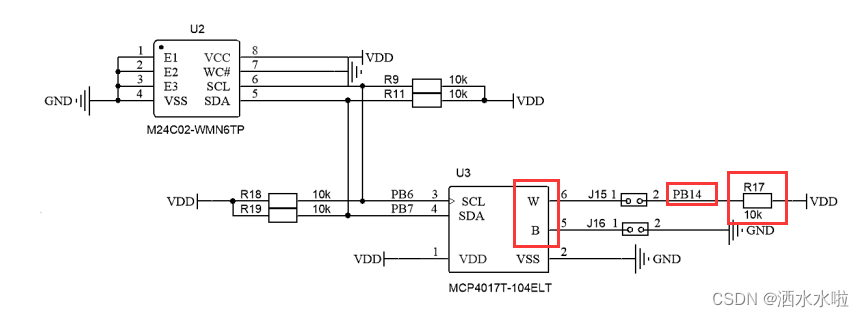 U2
1 E1 VCC 8 VDD
2 E2 WC# 7
3 E3 SCL 6 R9 10k
GND 4 VSS SDA 5 R11 10k VDD
M24C02-WMN6TP
U3
R18 10k PB6 3 SCL W 6 J15 1 2 PB14 R17 VDD
VDD R19 10k PB7 4 SDA 10k
B 5 J16 1 2 GND
VDD 1 VDD VSS 2 GND
MCP4017T-104ELT
CSDN @洒水水啦